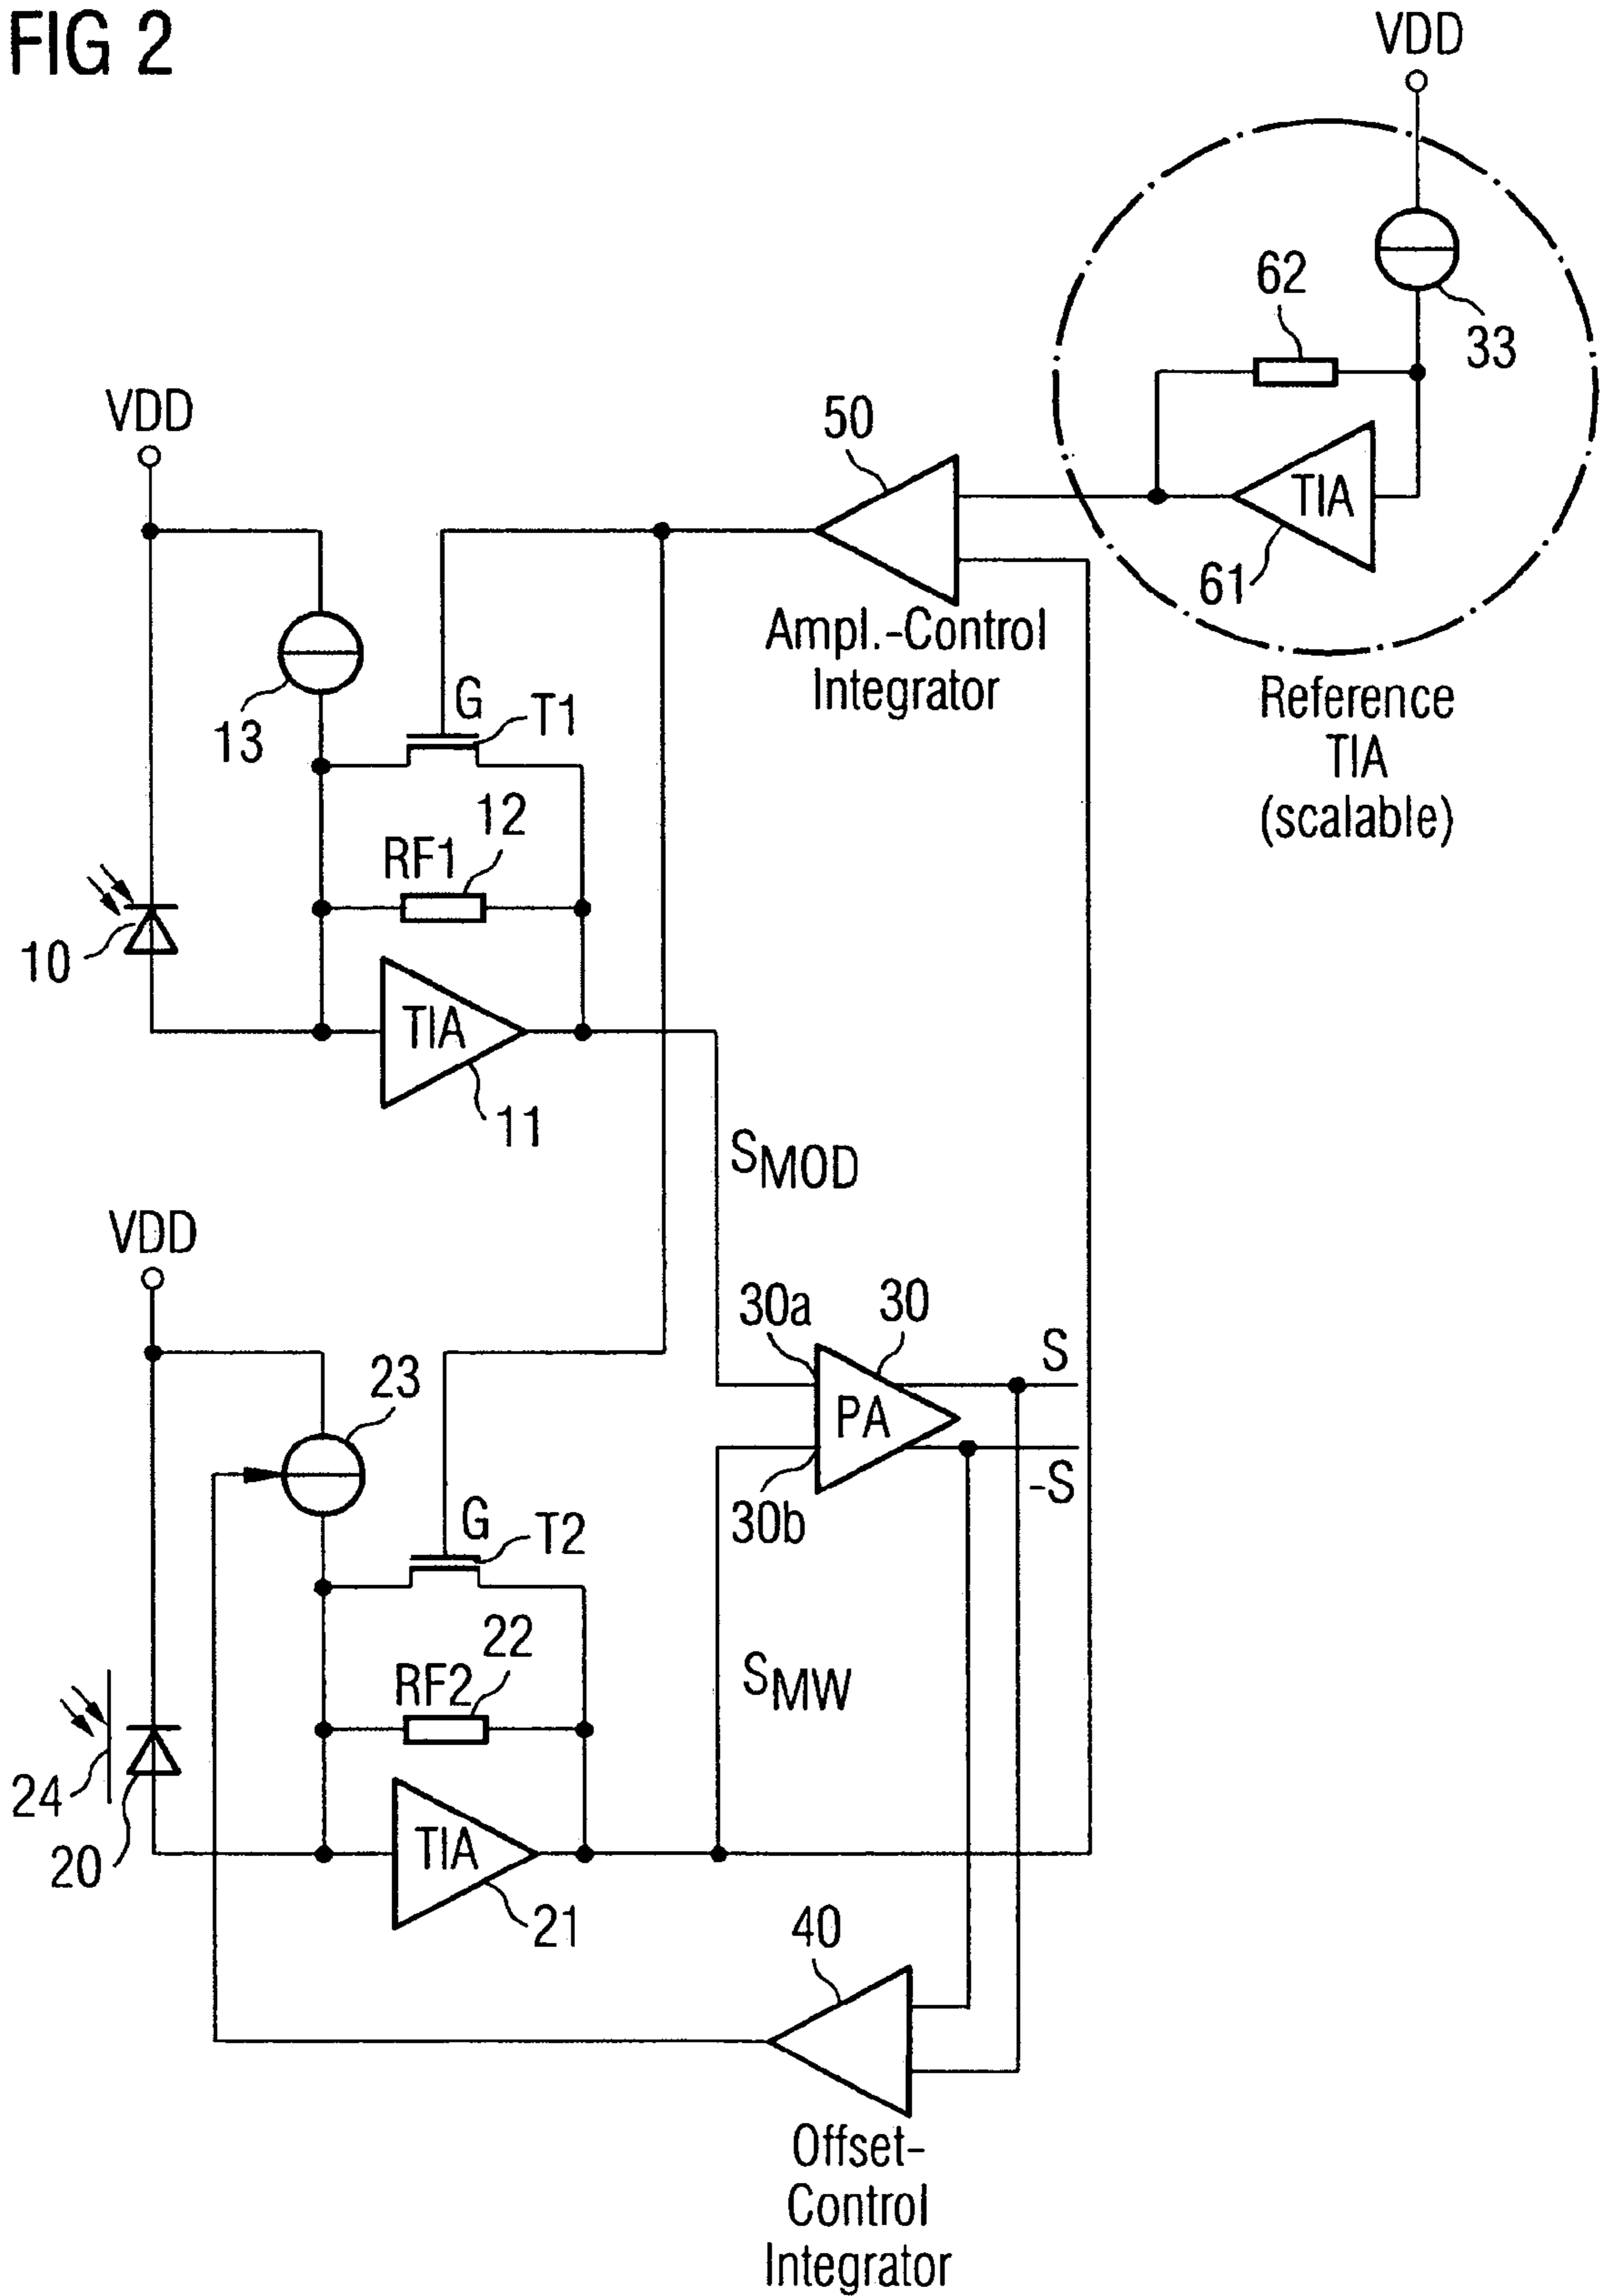 FIG 2
VDD
62
33
VDD
50
TIA
61
Ampl.-Control
Integrator
Reference
TIA
(scalable)
13
G
T1
12
RF1
10
TIA
11
SMOD
VDD
30a
30
S
23
PA
-S
30b
G
T2
22
RF2
SMW
24
20
TIA
21
40
Offset-
Control
Integrator